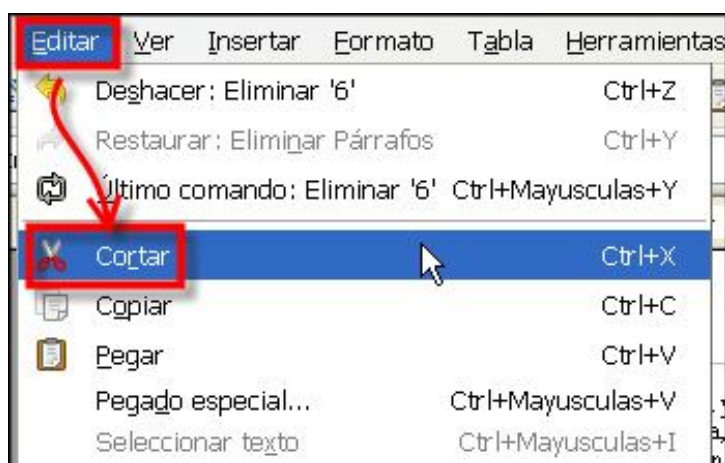 Editar Ver Insertar Formato Tabla Herramientas
Deshacer: Eliminar '6' Ctrl+Z
Restaurar: Eliminar Párrafos Ctrl+Y
Último comando: Eliminar '6' Ctrl+Mayusculas+Y
Cortar Ctrl+X
Copiar Ctrl+C
Pegar Ctrl+V
Pegado especial... Ctrl+Mayusculas+V
Seleccionar texto Ctrl+Mayusculas+I